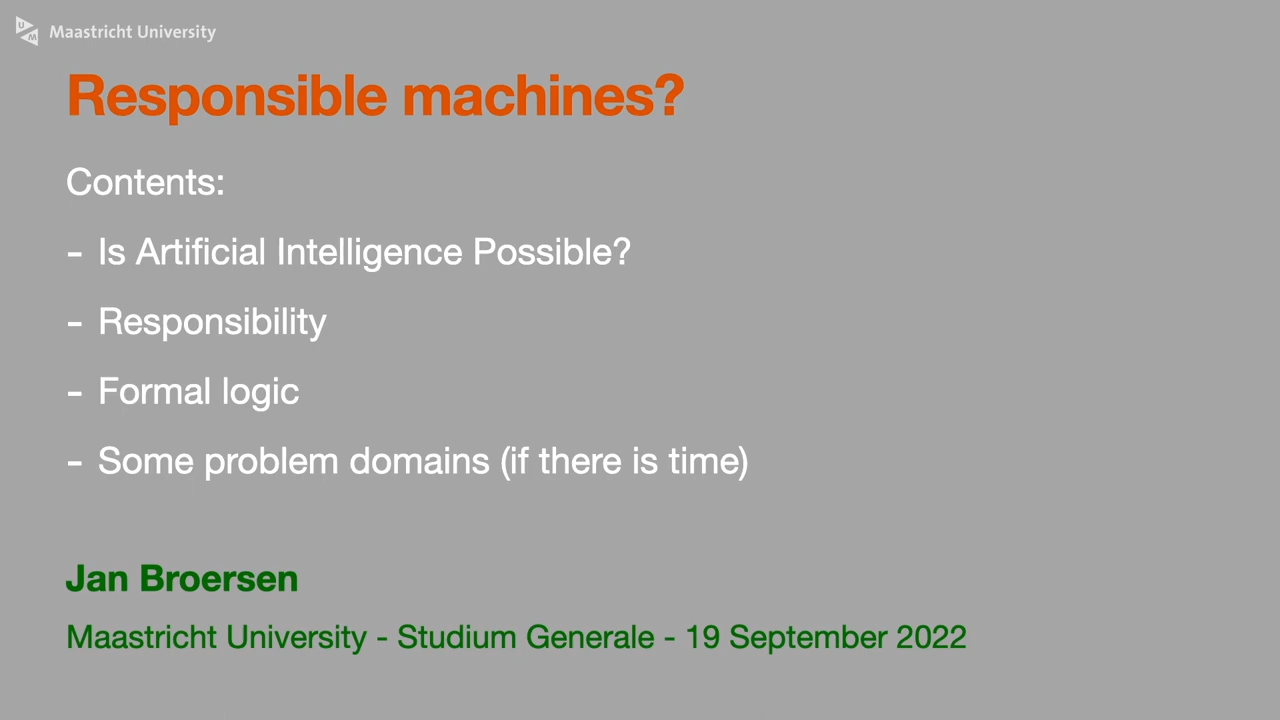 UM Maastricht University
Responsible machines?
Contents:
- Is Artificial Intelligence Possible?
- Responsibility
- Formal logic
- Some problem domains (if there is time)
Jan Broersen
Maastricht University - Studium Generale - 19 September 2022